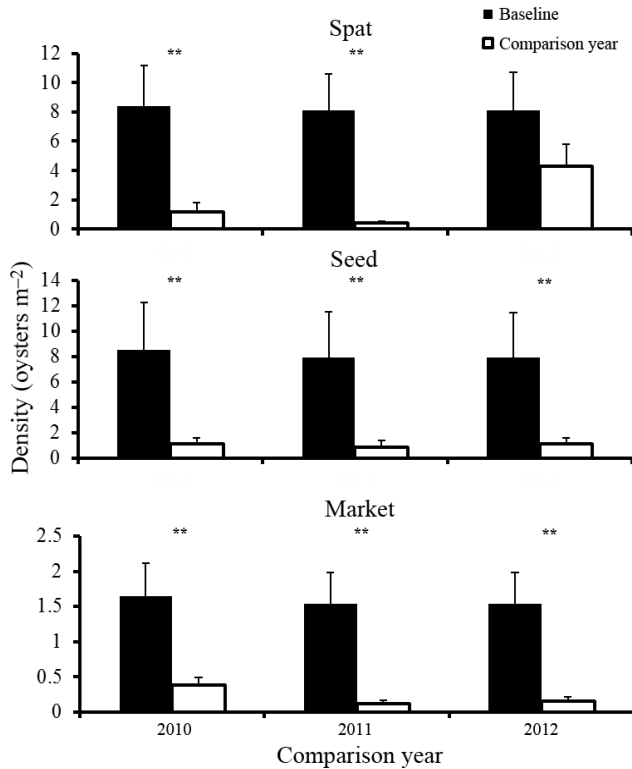 Baseline
Comparison year
Spat
12
10
8
6
4
2
0
** **
Seed
14
12
10
8
6
4
2
0
** ** **
Density (oysters m⁻²)
Market
2.5
2
1.5
1
0.5
0
** ** **
2010 2011 2012
Comparison year